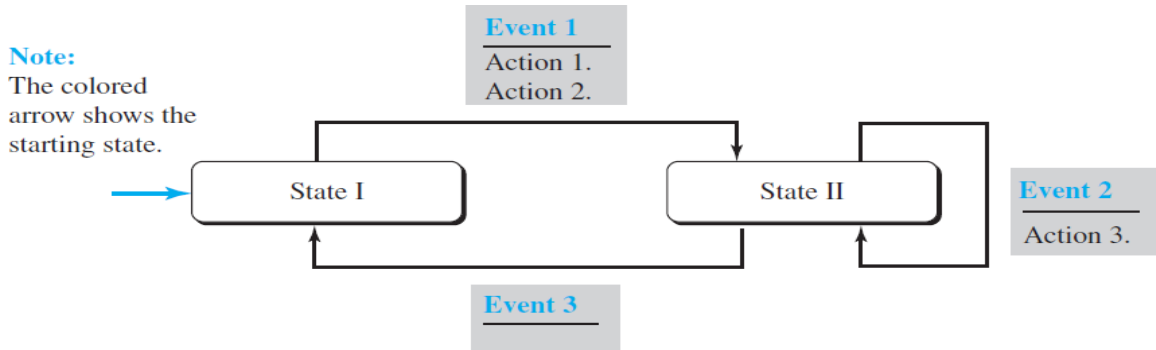 Event 1
Action 1.
Action 2.
Note:
The colored
arrow shows the
starting state.
State I
State II
Event 2
Action 3.
Event 3